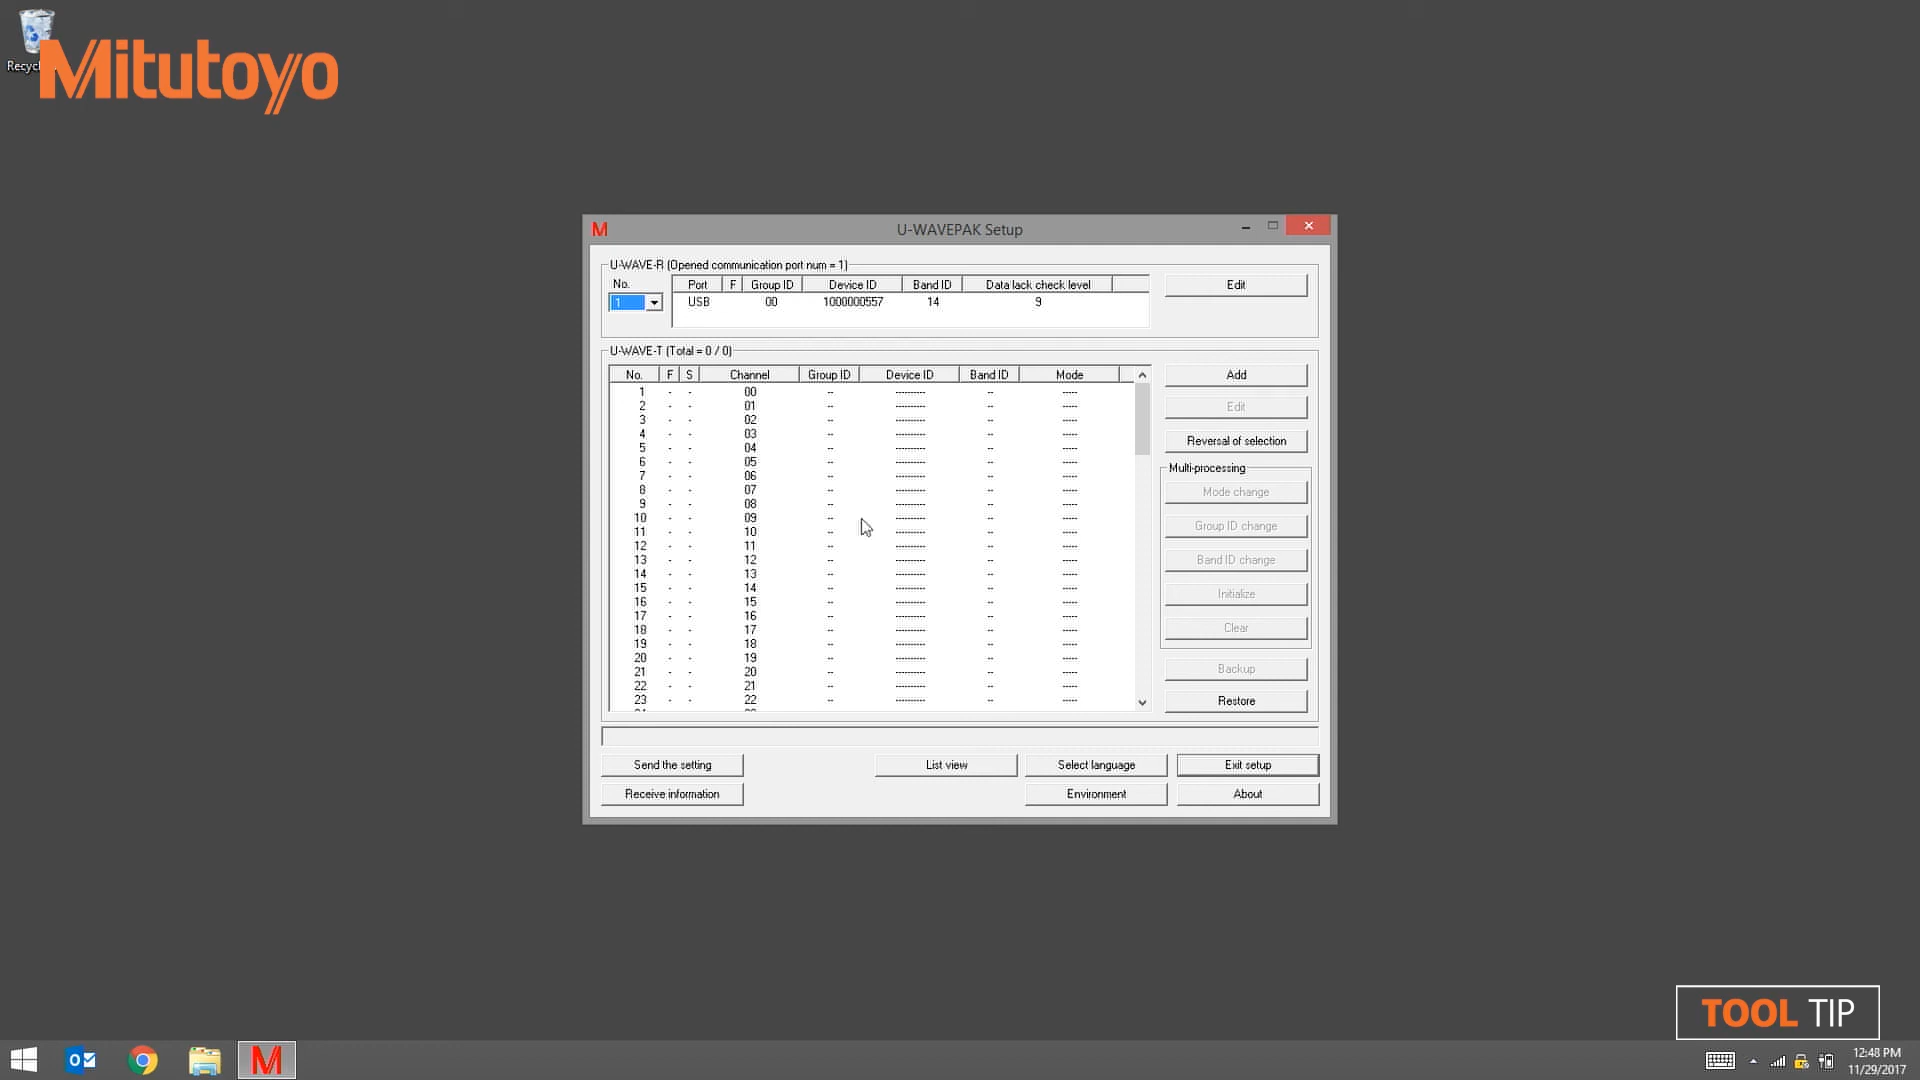 Recycl
Mitutoyo
M
U-WAVEPAK Setup
U-WAVE-R (Opened communication port num = 1)
No.
1
Port F Group ID Device ID Band ID Data lack check level
USB 00 1000000557 14 9
Edit
U-WAVE-T (Total = 0 / 0)
No. F S Channel Group ID Device ID Band ID Mode
1 - - 00 -- ---------- -- -----
2 - - 01 -- ---------- -- -----
3 - - 02 -- ---------- -- -----
4 - - 03 -- ---------- -- -----
5 - - 04 -- ---------- -- -----
6 - - 05 -- ---------- -- -----
7 - - 06 -- ---------- -- -----
8 - - 07 -- ---------- -- -----
9 - - 08 -- ---------- -- -----
10 - - 09 -- ---------- -- -----
11 - - 10 -- ---------- -- -----
12 - - 11 -- ---------- -- -----
13 - - 12 -- ---------- -- -----
14 - - 13 -- ---------- -- -----
15 - - 14 -- ---------- -- -----
16 - - 15 -- ---------- -- -----
17 - - 16 -- ---------- -- -----
18 - - 17 -- ---------- -- -----
19 - - 18 -- ---------- -- -----
20 - - 19 -- ---------- -- -----
21 - - 20 -- ---------- -- -----
22 - - 21 -- ---------- -- -----
23 - - 22 -- ---------- -- -----
Add
Edit
Reversal of selection
Multi-processing
Mode change
Group ID change
Band ID change
Initialize
Clear
Backup
Restore
Send the setting
List view
Select language
Exit setup
Receive information
Environment
About
TOOL TIP
M
12:48 PM
11/29/2017